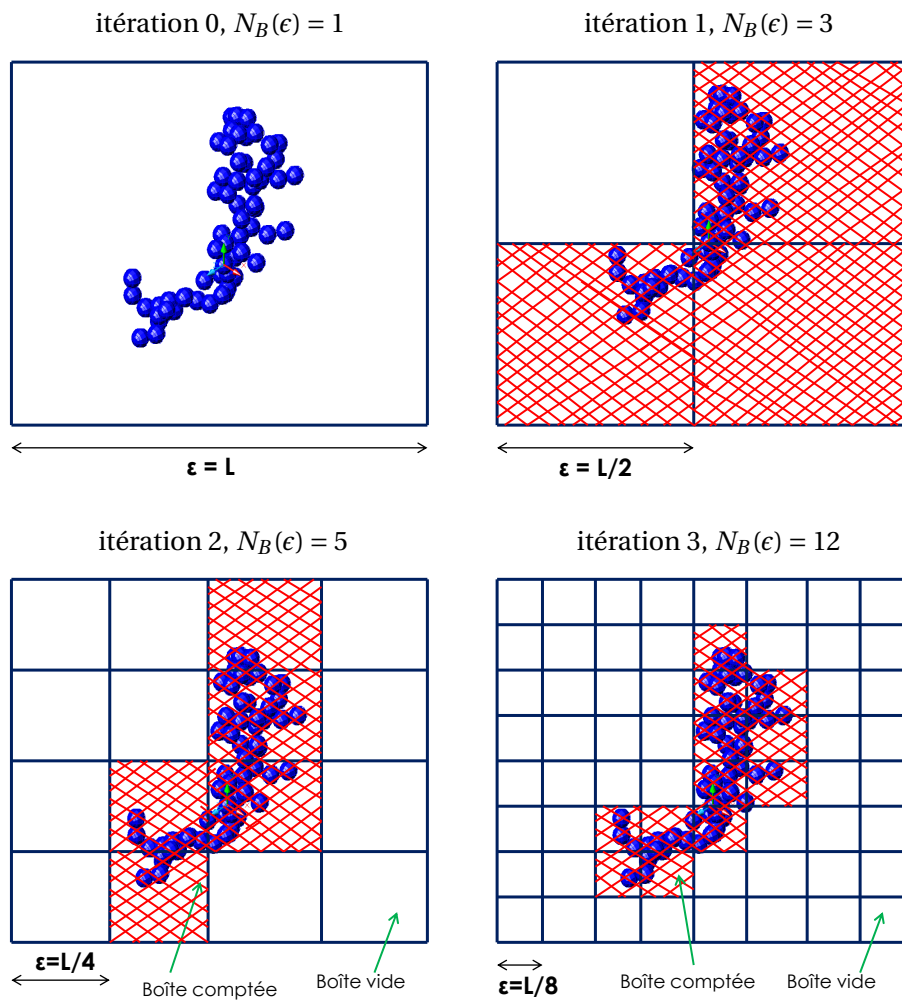 itération 0, N_B(ϵ) = 1
itération 1, N_B(ϵ) = 3
ε = L
ε = L/2
itération 2, N_B(ϵ) = 5
itération 3, N_B(ϵ) = 12
ε=L/4
Boîte comptée
Boîte vide
ε=L/8
Boîte comptée
Boîte vide